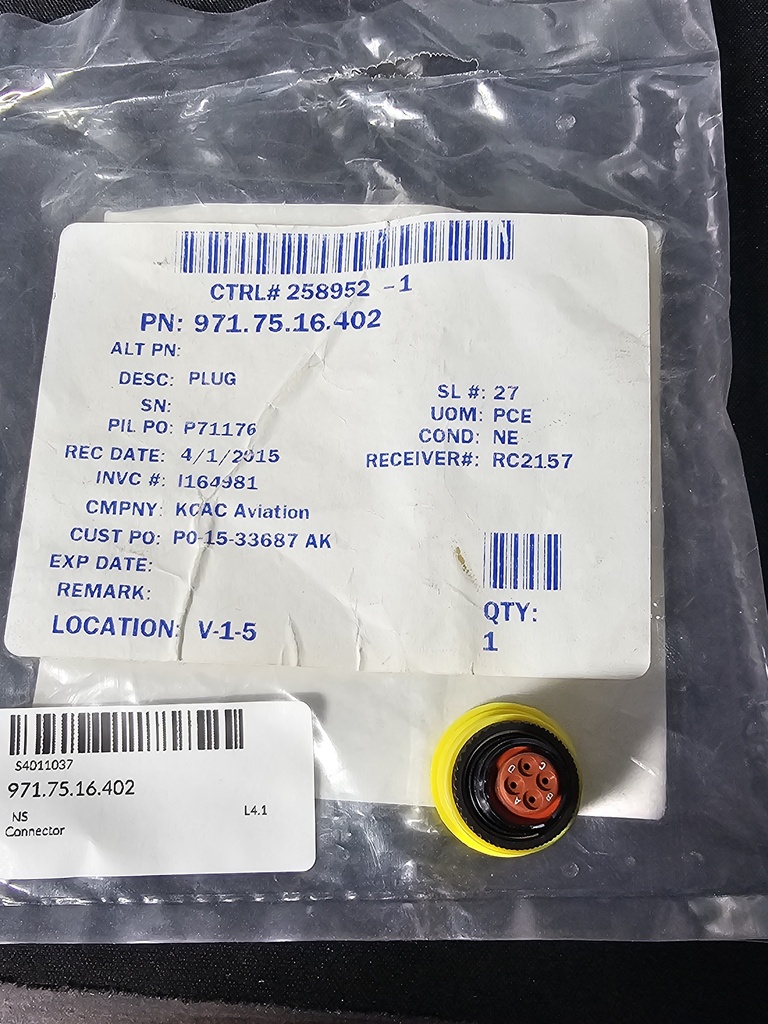 CTRL# 258952 -1
PN: 971.75.16.402
ALT PN:
DESC: PLUG
SN:
PIL PO: P71176
REC DATE: 4/1/2015
INVC #: I164981
CMPNY: KCAC Aviation
CUST PO: PO-15-33687 AK
EXP DATE:
REMARK:
LOCATION: V-1-5
SL #: 27
UOM: PCE
COND: NE
RECEIVER#: RC2157
QTY:
1
S4011037
971.75.16.402
NS
L4.1
Connector
D C
A B